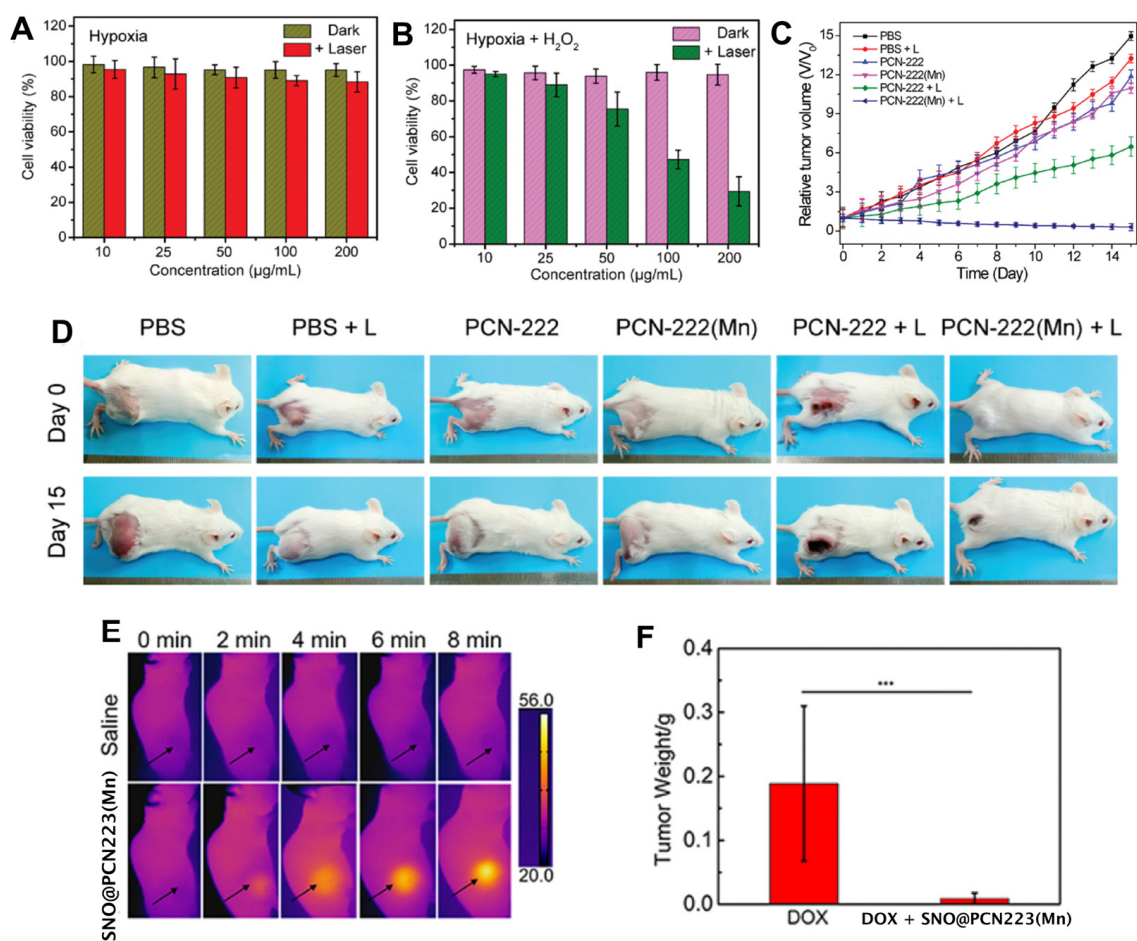 A
Hypoxia
Dark
+ Laser
Cell viability (%)
120
100
80
60
40
20
0
10 25 50 100 200
Concentration (µg/mL)
B
Hypoxia + H₂O₂
Dark
+ Laser
Cell viability (%)
120
100
80
60
40
20
0
10 25 50 100 200
Concentration (µg/mL)
C
PBS
PBS + L
PCN-222
PCN-222(Mn)
PCN-222 + L
PCN-222(Mn) + L
Relative tumor volume (V/V₀)
15
12
9
6
3
0
0 2 4 6 8 10 12 14
Time (Day)
D
PBS PBS + L PCN-222 PCN-222(Mn) PCN-222 + L PCN-222(Mn) + L
Day 0
Day 15
E
0 min 2 min 4 min 6 min 8 min
Saline
SNO@PCN223(Mn)
56.0
20.0
F
Tumor Weight/g
0.4
0.3
0.2
0.1
0.0
***
DOX DOX + SNO@PCN223(Mn)